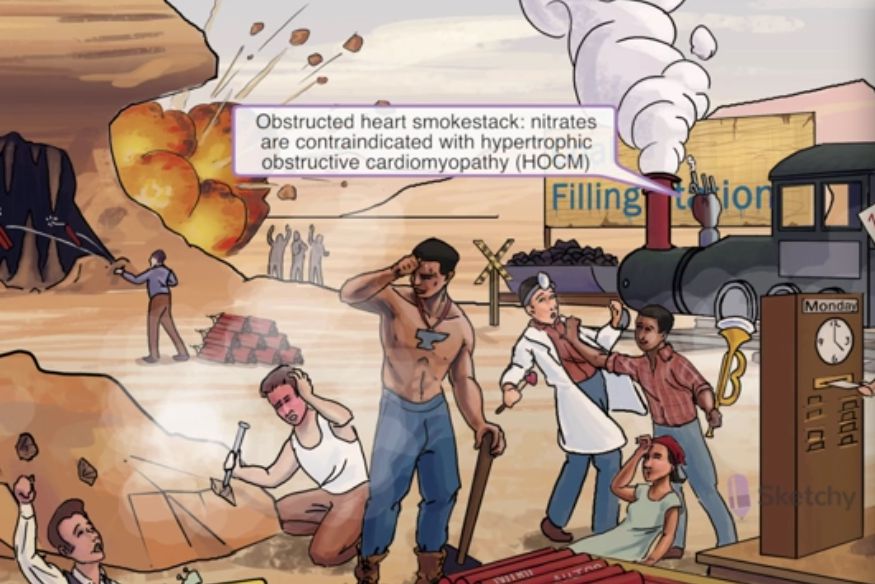 Obstructed heart smokestack: nitrates
are contraindicated with hypertrophic
obstructive cardiomyopathy (HOCM)
Filling
Monday
Sketchy